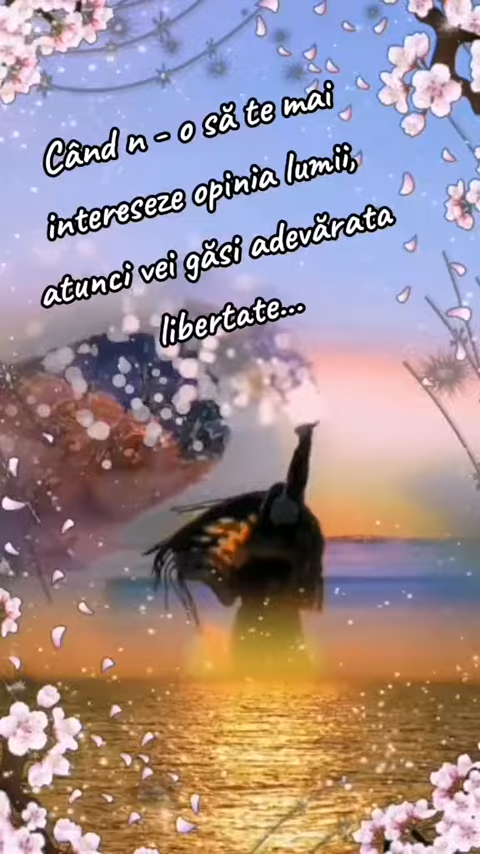 Când n - o să te mai
intereseze opinia lumii,
atunci vei găsi adevărata
libertate...